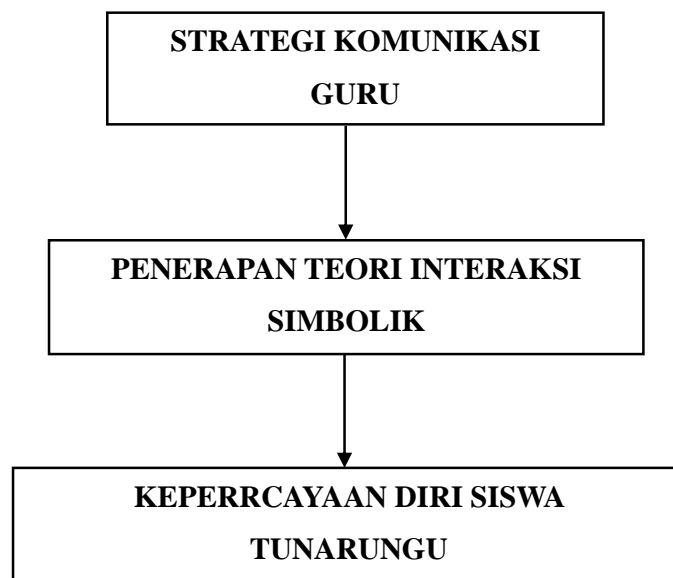 STRATEGI KOMUNIKASI
GURU
PENERAPAN TEORI INTERAKSI
SIMBOLIK
KEPERRCAYAAN DIRI SISWA
TUNARUNGU